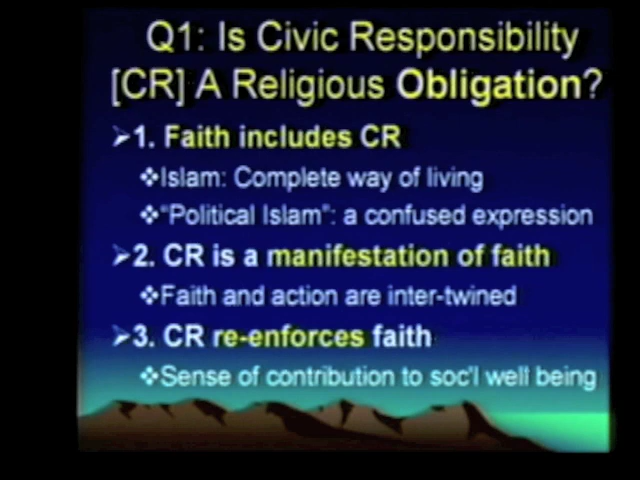 Q1: Is Civic Responsibility
[CR] A Religious Obligation?
➢1. Faith includes CR
❖Islam: Complete way of living
❖"Political Islam": a confused expression
➢2. CR is a manifestation of faith
❖Faith and action are inter-twined
➢3. CR re-enforces faith
❖Sense of contribution to soc'l well being